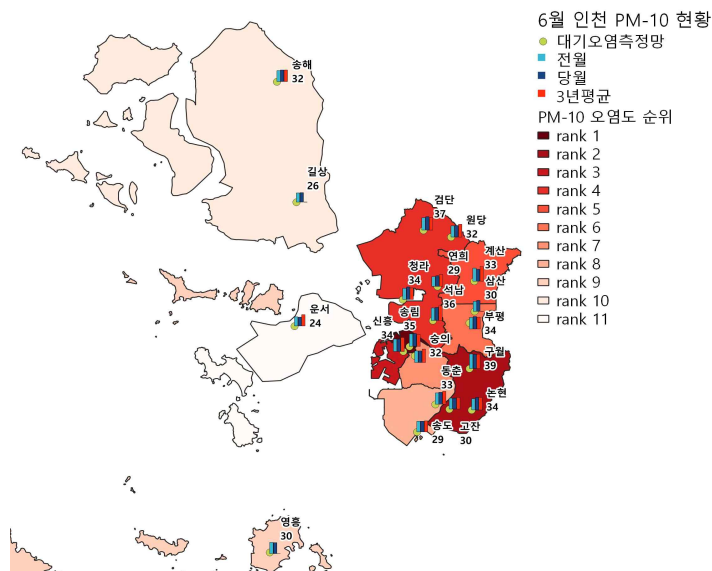 6월 인천 PM-10 현황
대기오염측정망
전월
당월
3년평균
PM-10 오염도 순위
rank 1
rank 2
rank 3
rank 4
rank 5
rank 6
rank 7
rank 8
rank 9
rank 10
rank 11
송해
32
길상
26
검단
37
원당
32
연희
29
계산
33
청라
34
석남
36
삼산
30
운서
24
신흥
34
송림
35
부평
34
숭의
32
구월
39
동춘
33
논현
34
송도
29
고잔
30
영흥
30